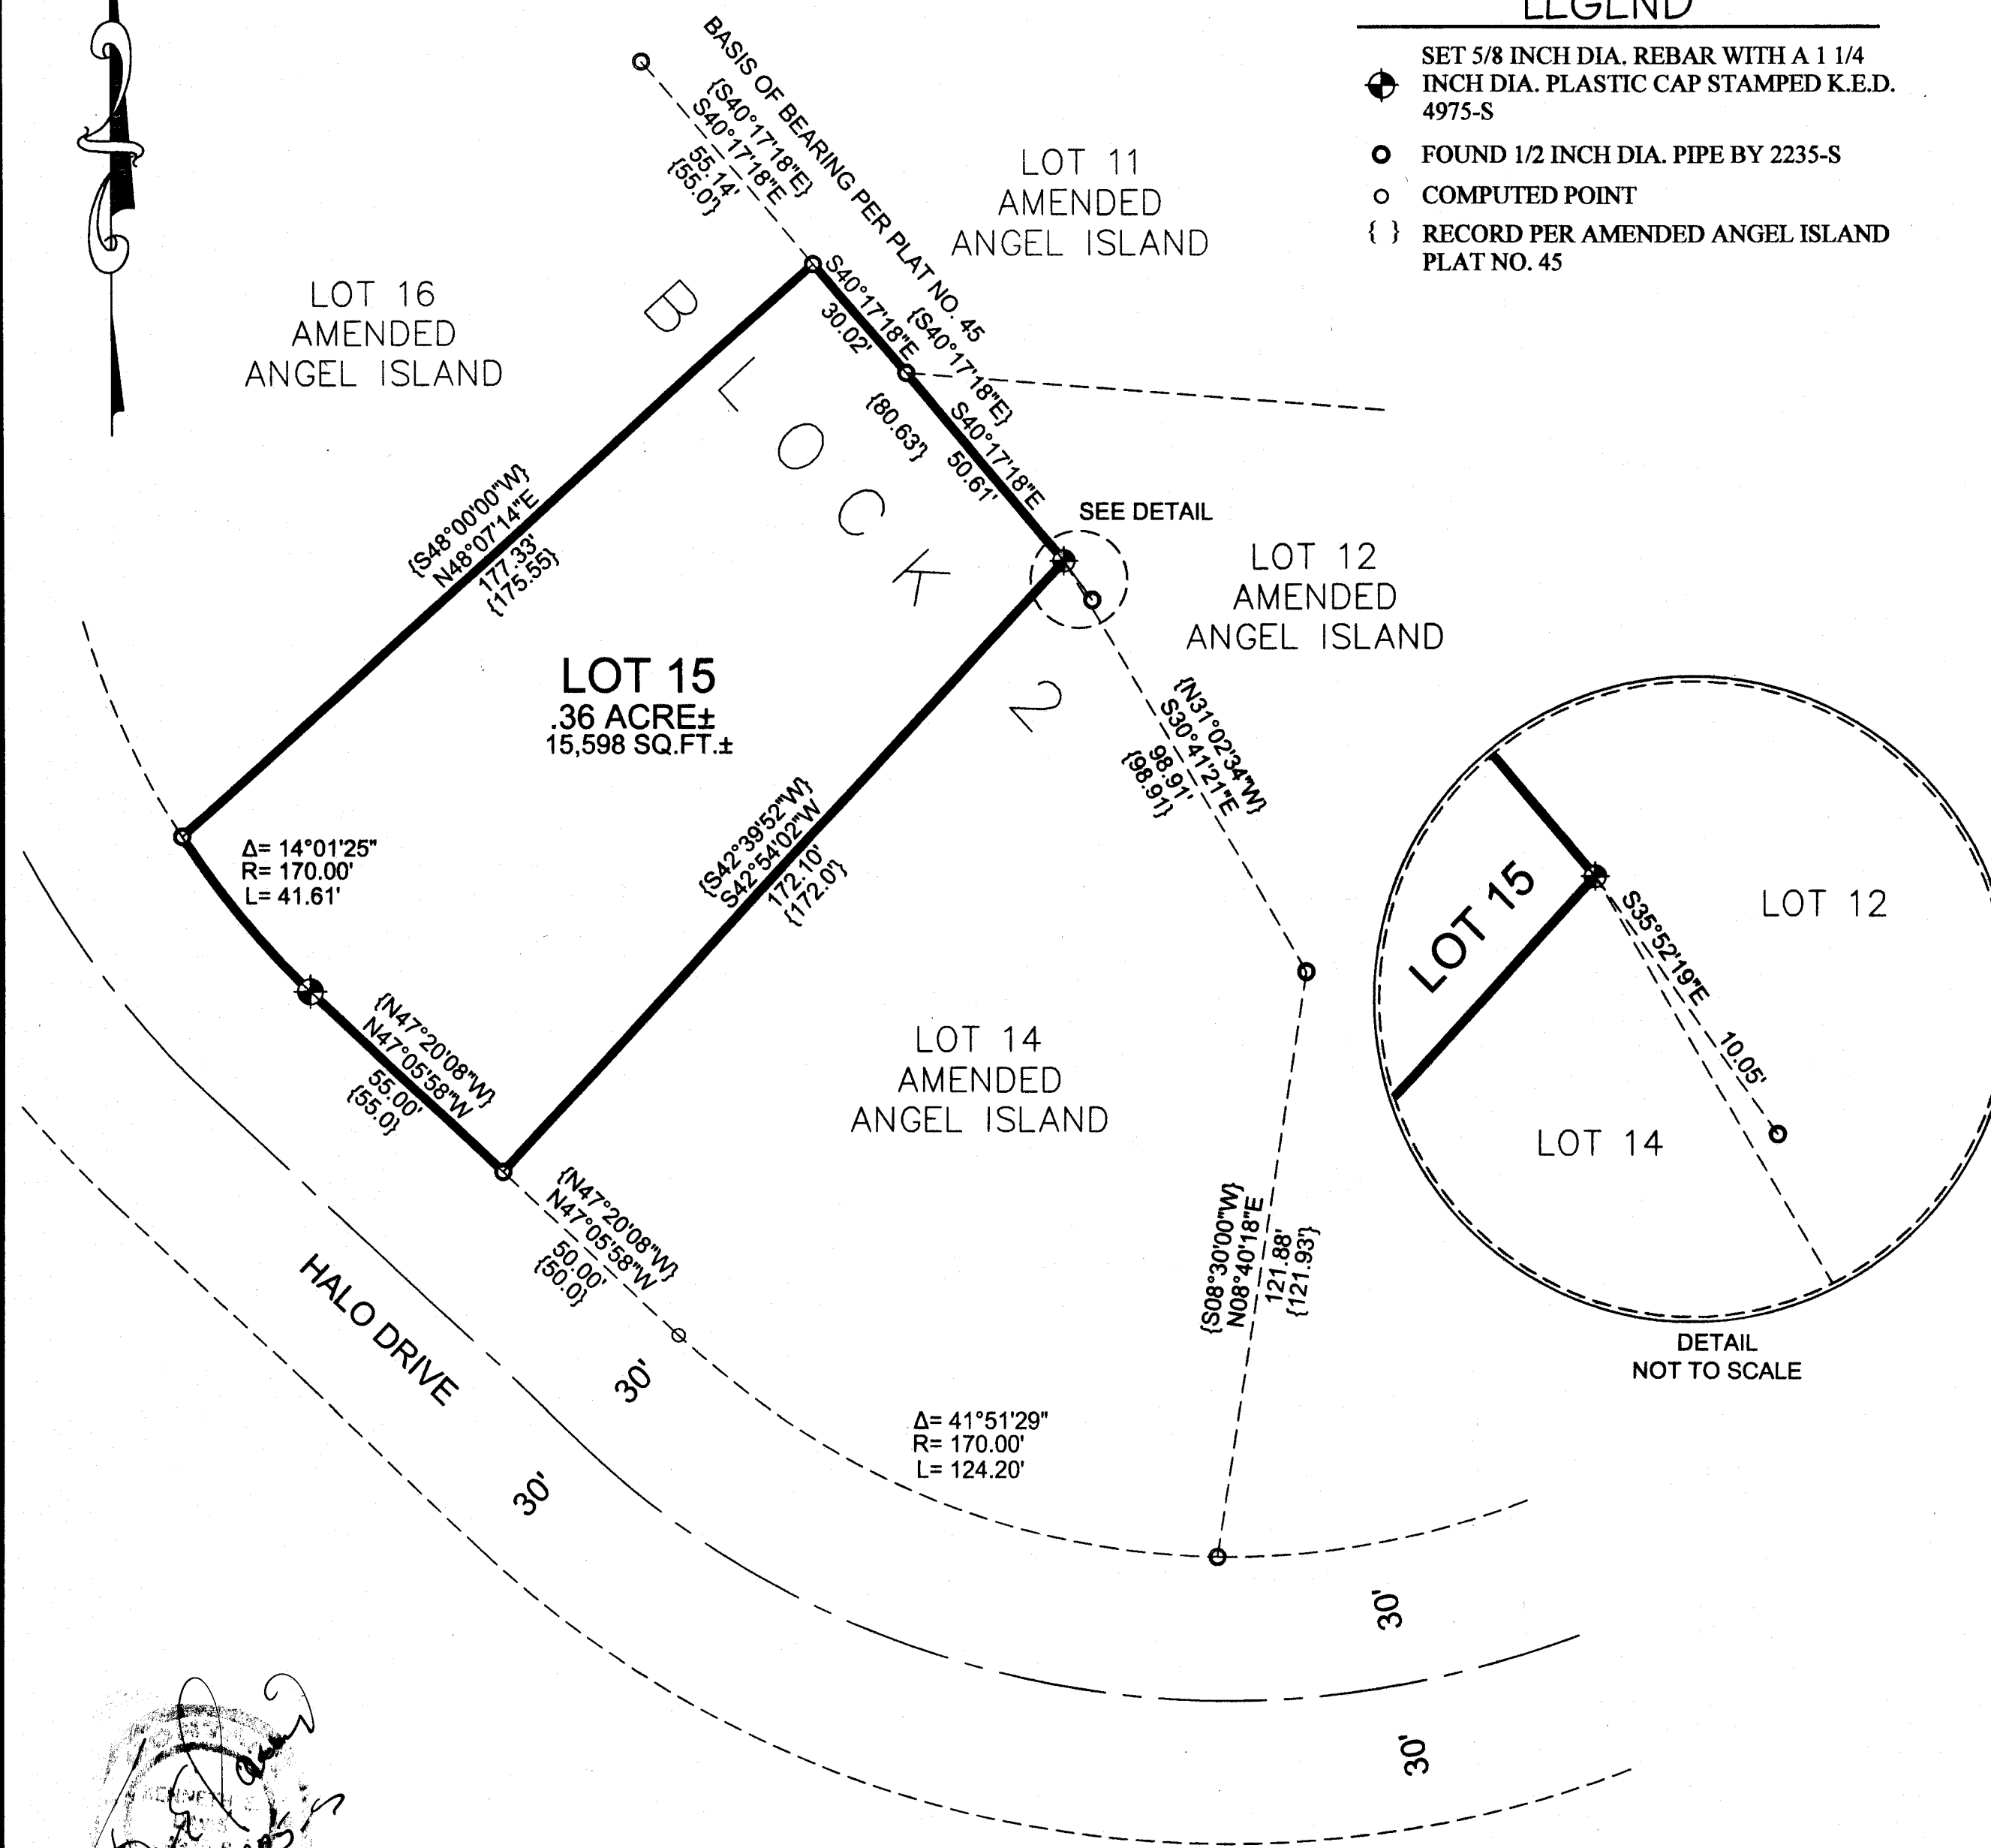 LEGEND
SET 5/8 INCH DIA. REBAR WITH A 1 1/4
INCH DIA. PLASTIC CAP STAMPED K.E.D.
4975-S
FOUND 1/2 INCH DIA. PIPE BY 2235-S
COMPUTED POINT
{ } RECORD PER AMENDED ANGEL ISLAND
PLAT NO. 45
BASIS OF BEARING PER PLAT NO. 45
{S40°17'18"E}
S40°17'18"E
55.14'
{55.0'}
LOT 11
AMENDED
ANGEL ISLAND
LOT 16
AMENDED
ANGEL ISLAND
S40°17'18"E
30.02'
{S40°17'18"E}
S40°17'18"E
{80.63'}
50.61'
BLOCK 2
SEE DETAIL
LOT 12
AMENDED
ANGEL ISLAND
{S48°00'00"W}
N48°07'14"E
177.33'
{175.55}
LOT 15
.36 ACRE±
15,598 SQ.FT.±
{N31°02'34"W}
S30°41'21"E
98.91'
{98.91}
Δ= 14°01'25"
R= 170.00'
L= 41.61'
{S42°39'52"W}
S42°54'02"W
172.10'
{172.0'}
LOT 15
LOT 12
S35°52'19"E
10.05'
LOT 14
DETAIL
NOT TO SCALE
{N47°20'08"W}
N47°05'58"W
55.00'
{55.0}
LOT 14
AMENDED
ANGEL ISLAND
{N47°20'08"W}
N47°05'58"W
50.00'
{50.0}
{S08°30'00"W}
N08°40'18"E
121.88'
{121.93'}
HALO DRIVE
30'
30'
Δ= 41°51'29"
R= 170.00'
L= 124.20'
30'
30'
KENNETH